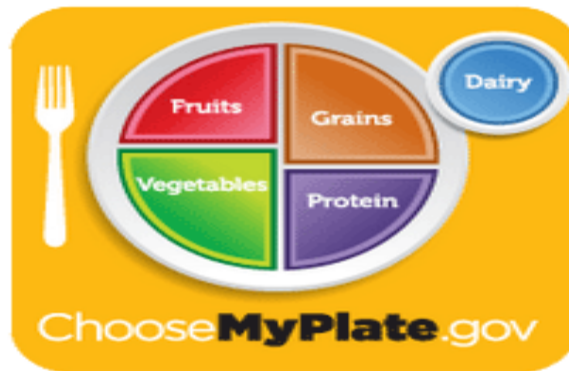 Dairy
Fruits
Grains
Vegetables
Protein
ChooseMyPlate.gov